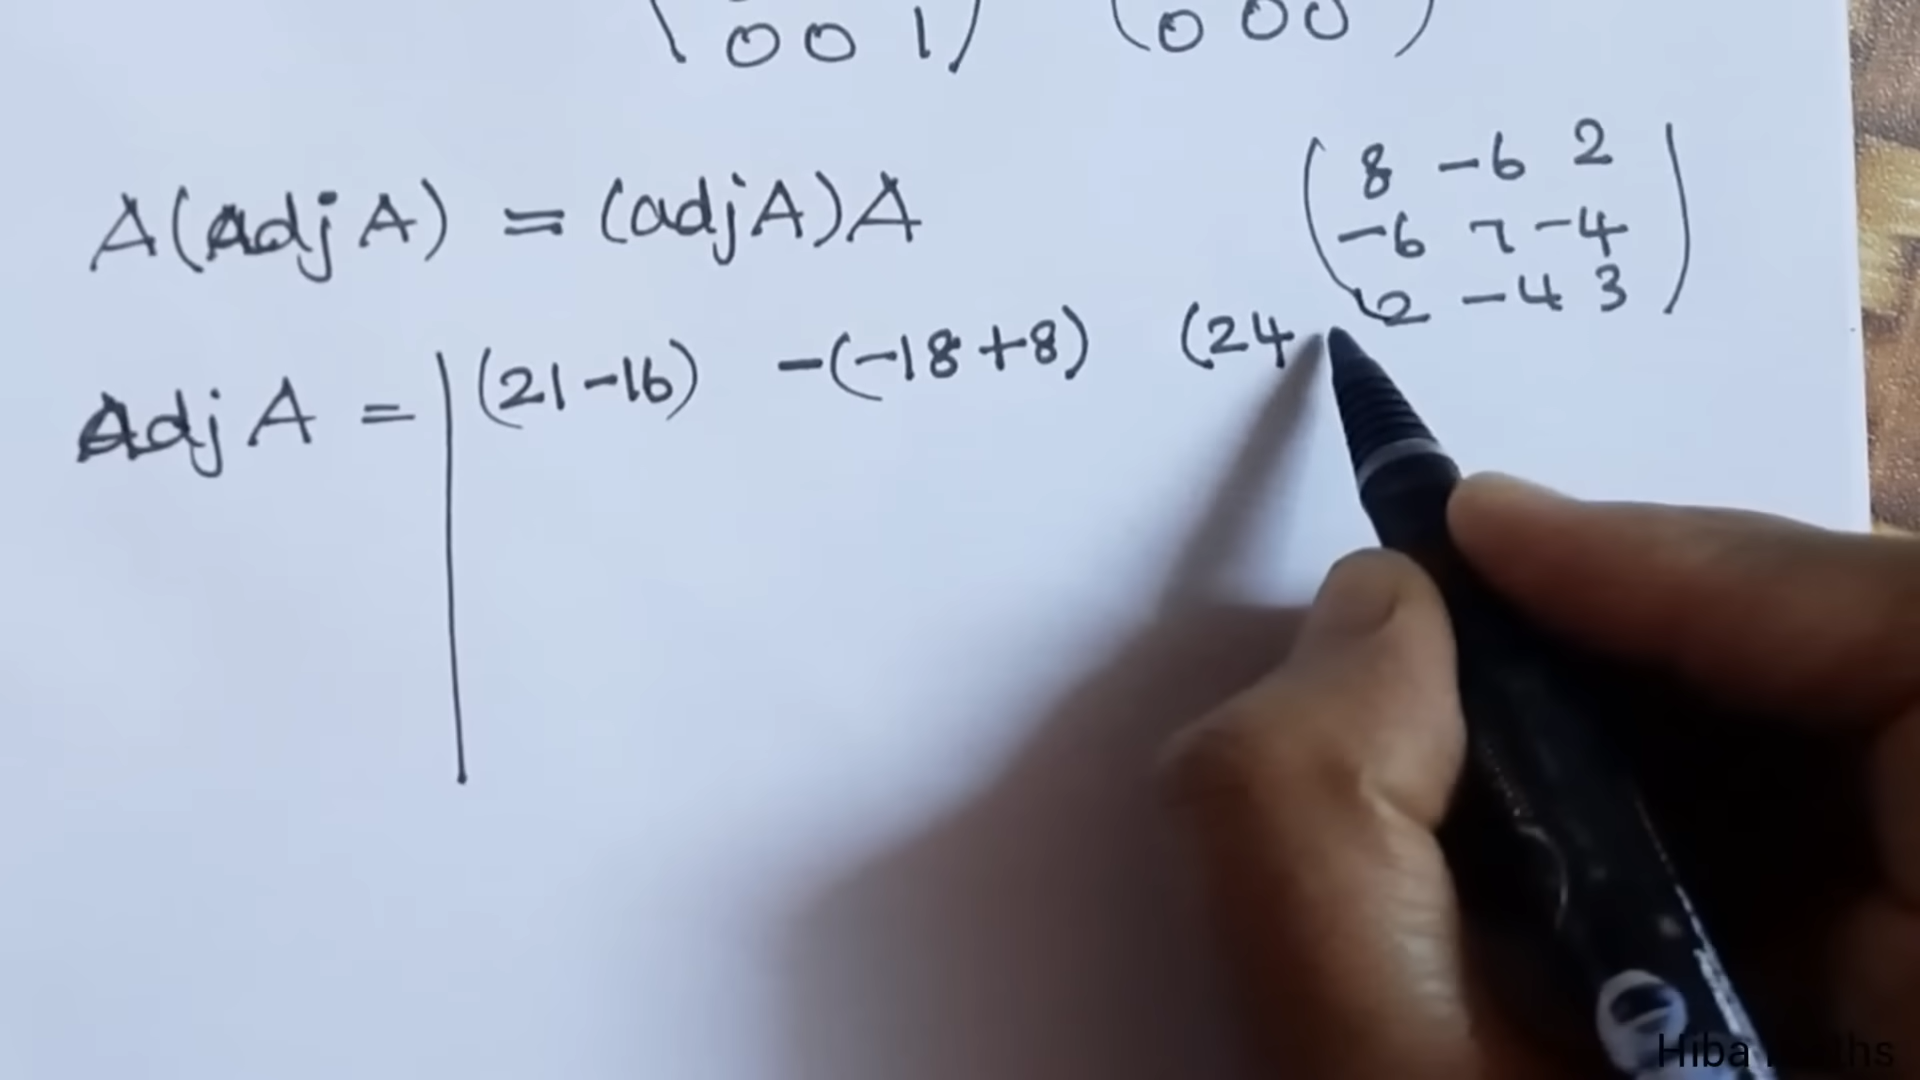 0 0 1) (0 0 0)
A(adj A) = (adj A)A
( 8 -6 2
-6 7 -4
2 -4 3 )
Adj A = | (21-16) -(-18+8) (24
Hiba